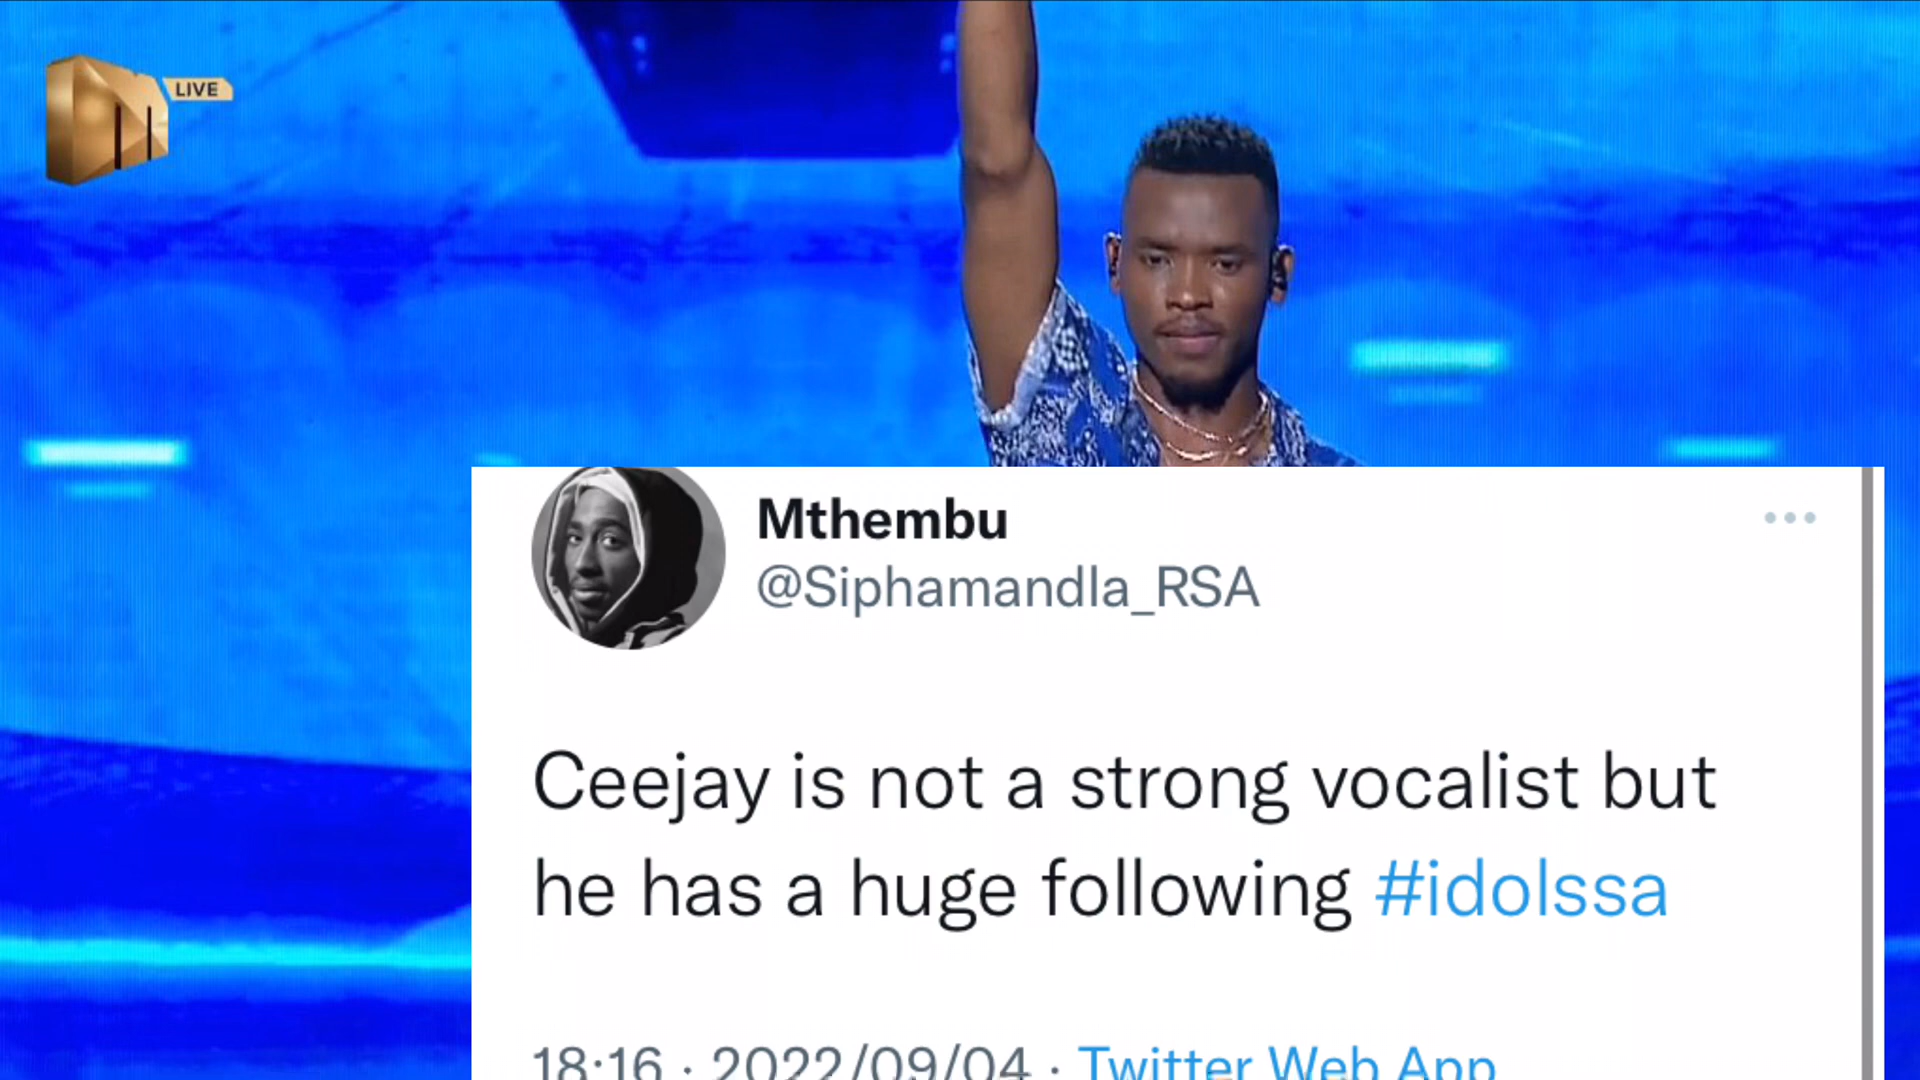 LIVE
Mthembu
@Siphamandla_RSA
Ceejay is not a strong vocalist but
he has a huge following #idolssa
18:16 · 2022/09/04 · Twitter Web App